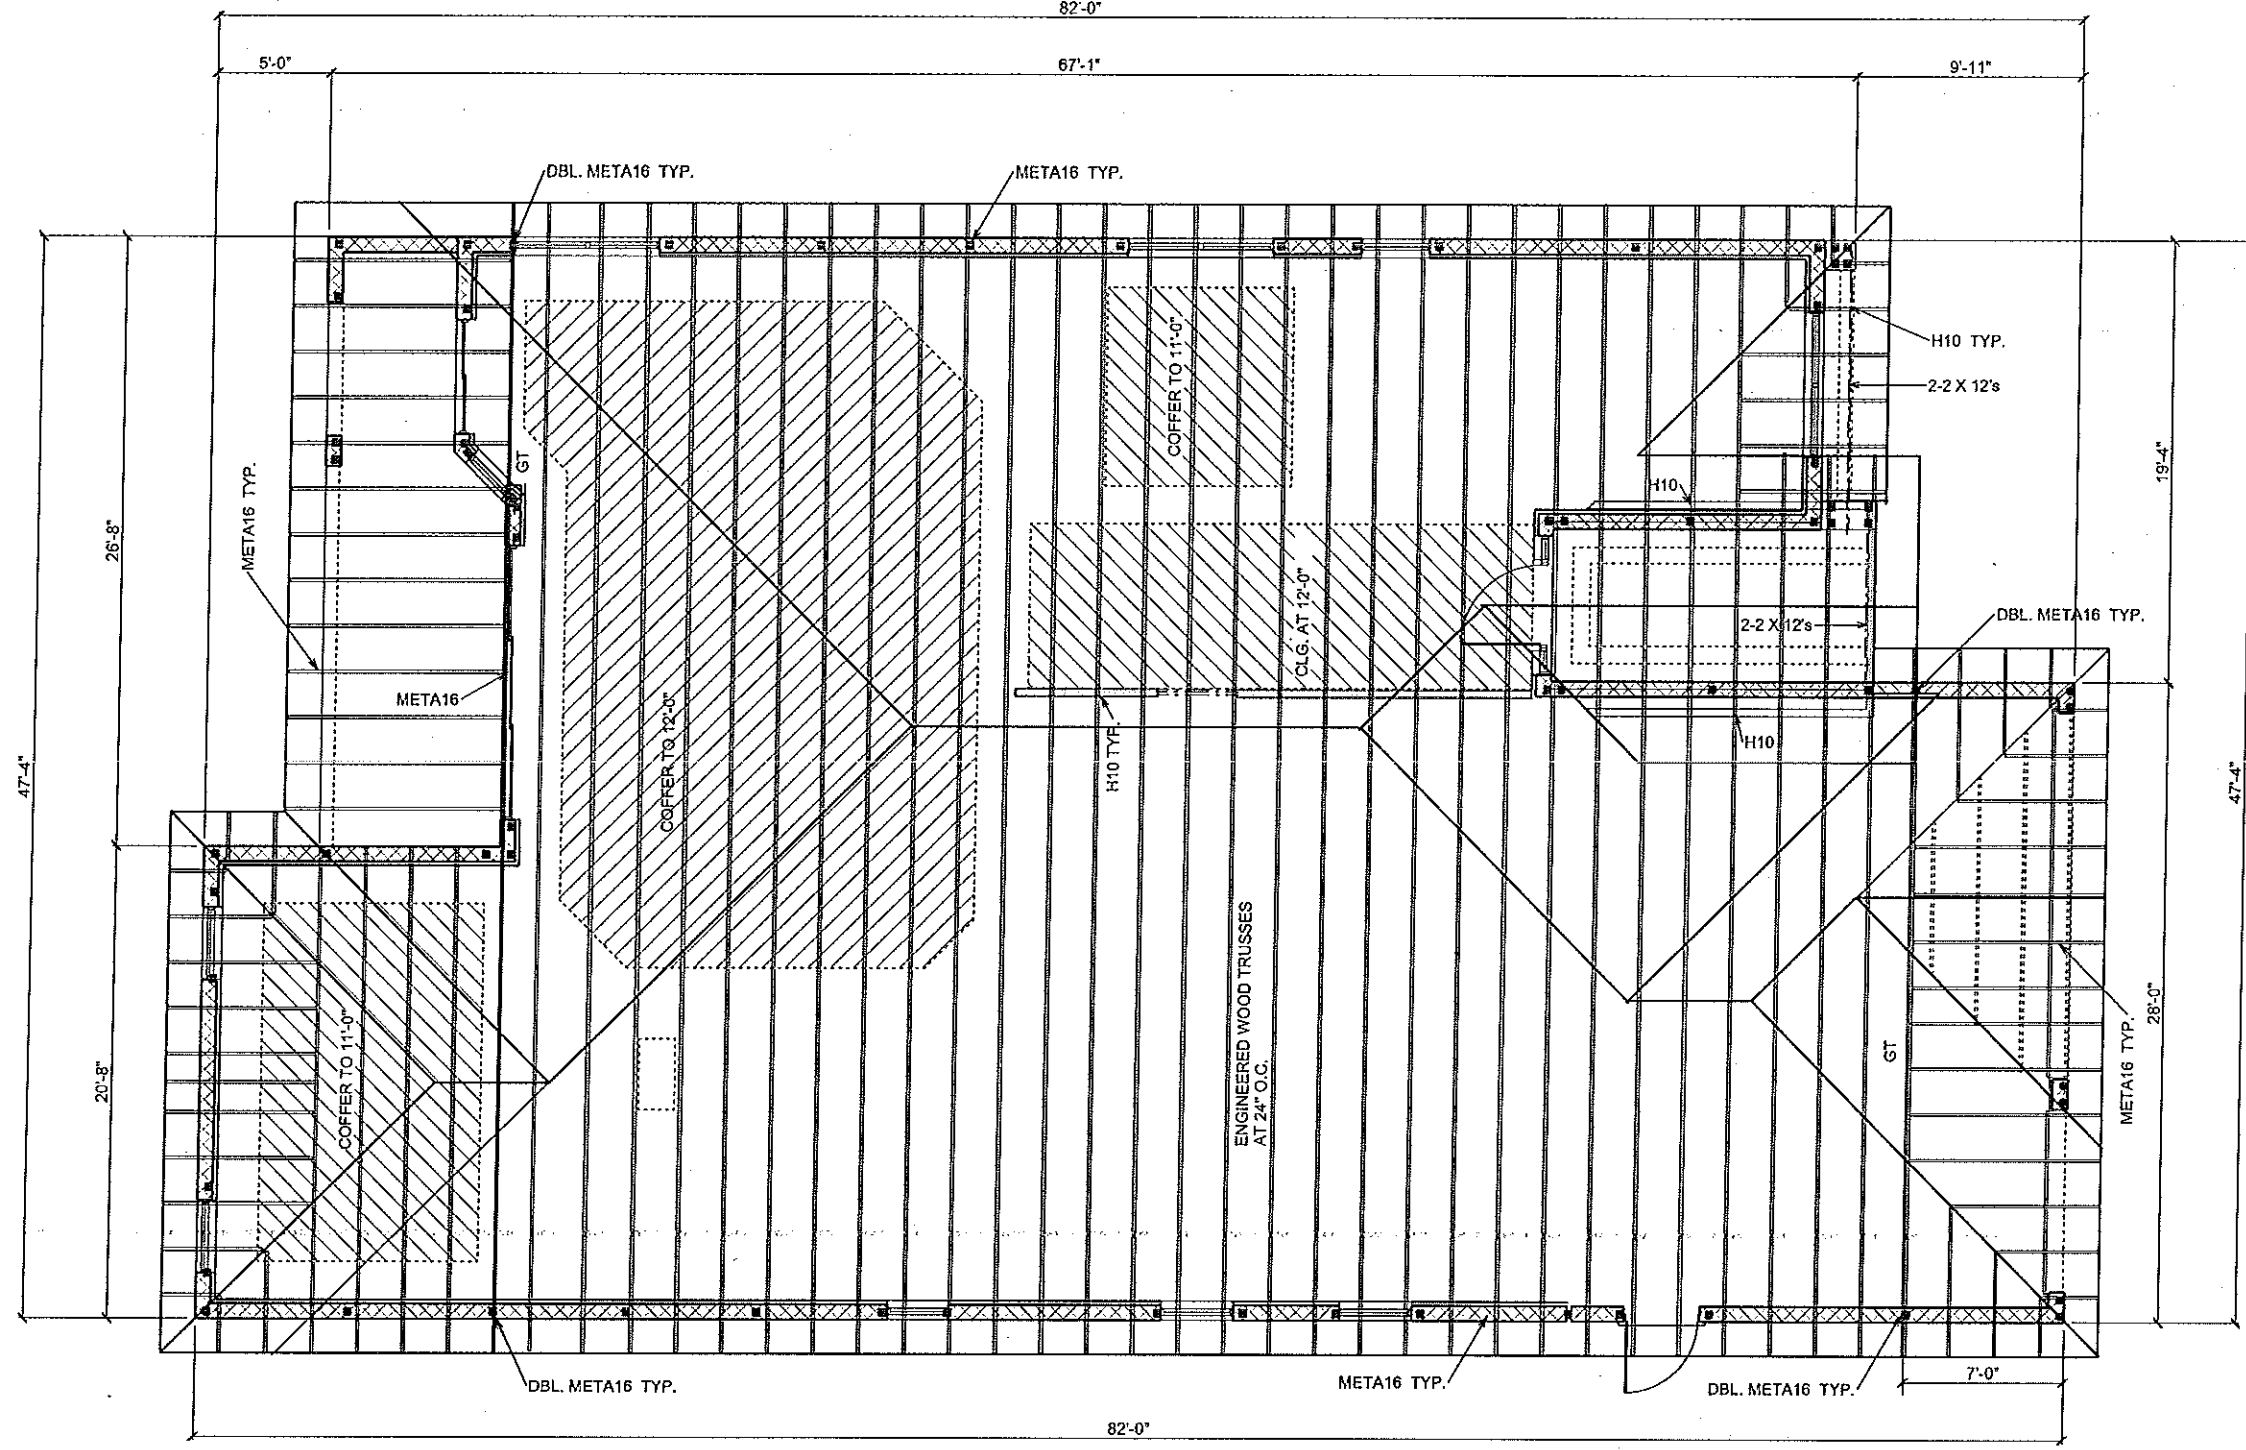 82'-0"
5'-0"
67'-1"
9'-11"
DBL. META16 TYP.
META16 TYP.
H10 TYP.
2-2 X 12's
COFFER TO 11'-0"
GT
META16 TYP.
H10
19'-4"
26'-8"
CLG. AT 12'-0"
2-2 X 12's
DBL. META16 TYP.
META16
COFFER TO 12'-0"
H10 TYP.
H10
47'-4"
47'-4"
ENGINEERED WOOD TRUSSES
AT 24" O.C.
COFFER TO 11'-0"
GT
META16 TYP.
28'-0"
20'-8"
DBL. META16 TYP.
META16 TYP.
DBL. META16 TYP.
7'-0"
82'-0"